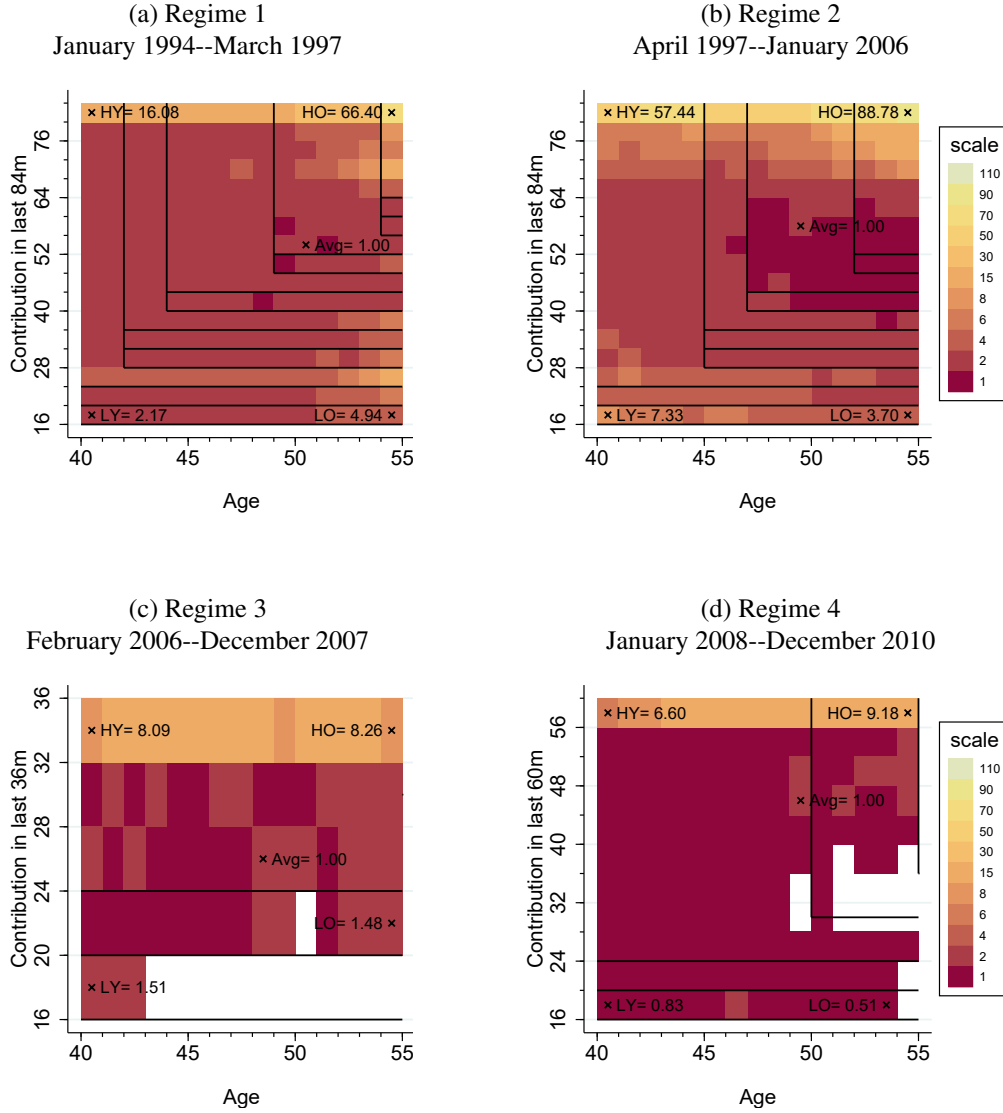 (a) Regime 1
January 1994--March 1997
(b) Regime 2
April 1997--January 2006
Contribution in last 84m
76
64
52
40
28
16
× HY= 16.08
HO= 66.40 ×
× Avg= 1.00
× LY= 2.17
LO= 4.94 ×
40
45
50
55
Age
Contribution in last 84m
76
64
52
40
28
16
× HY= 57.44
HO= 88.78 ×
× Avg= 1.00
× LY= 7.33
LO= 3.70 ×
40
45
50
55
Age
scale
110
90
70
50
30
15
8
6
4
2
1
(c) Regime 3
February 2006--December 2007
(d) Regime 4
January 2008--December 2010
Contribution in last 36m
36
32
28
24
20
16
× HY= 8.09
HO= 8.26 ×
× Avg= 1.00
LO= 1.48 ×
× LY= 1.51
40
45
50
55
Age
Contribution in last 60m
56
48
40
32
24
16
× HY= 6.60
HO= 9.18 ×
× Avg= 1.00
× LY= 0.83
LO= 0.51 ×
40
45
50
55
Age
scale
110
90
70
50
30
15
8
6
4
2
1